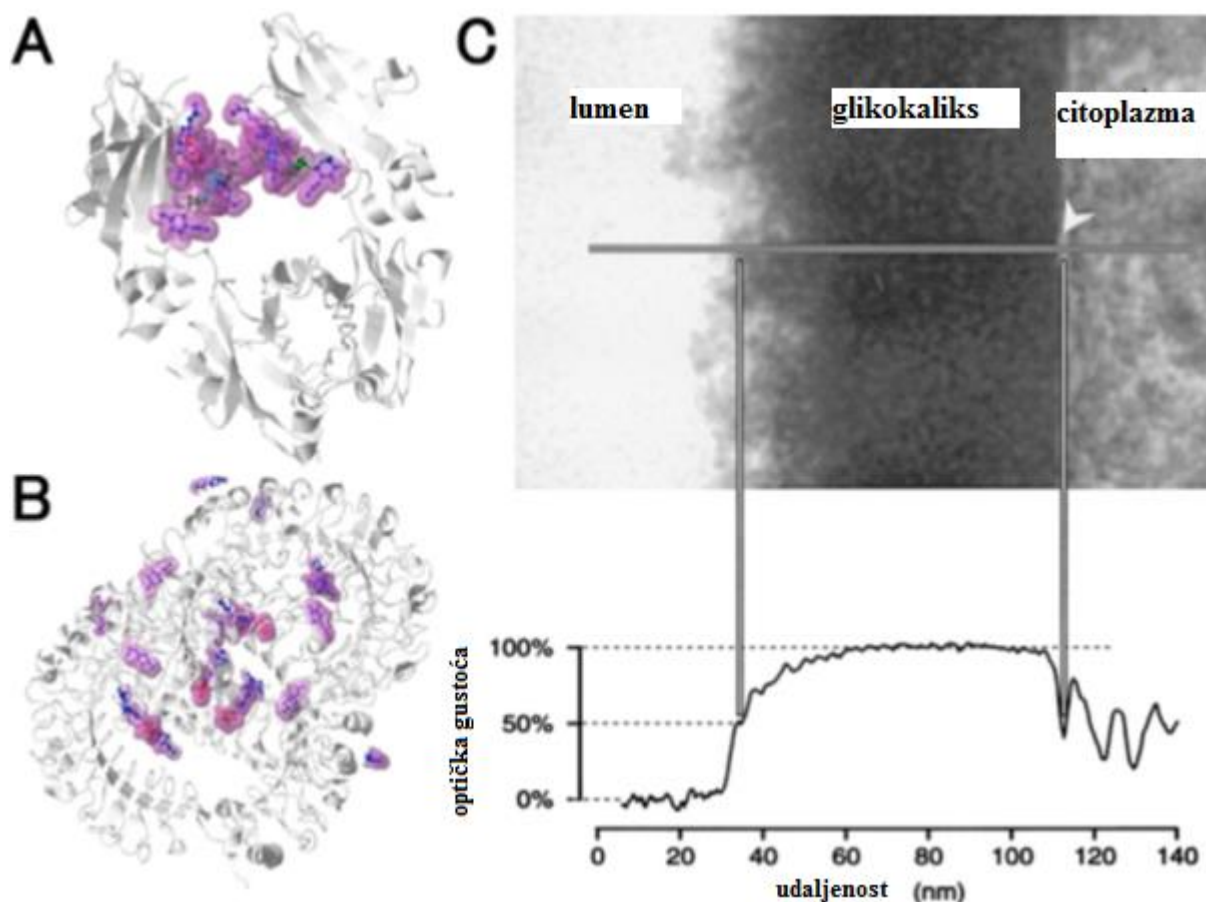 A
C
lumen
glikokaliks
citoplazma
B
optička gustoća
100%
50%
0%
0 20 40 60 80 100 120 140
udaljenost (nm)